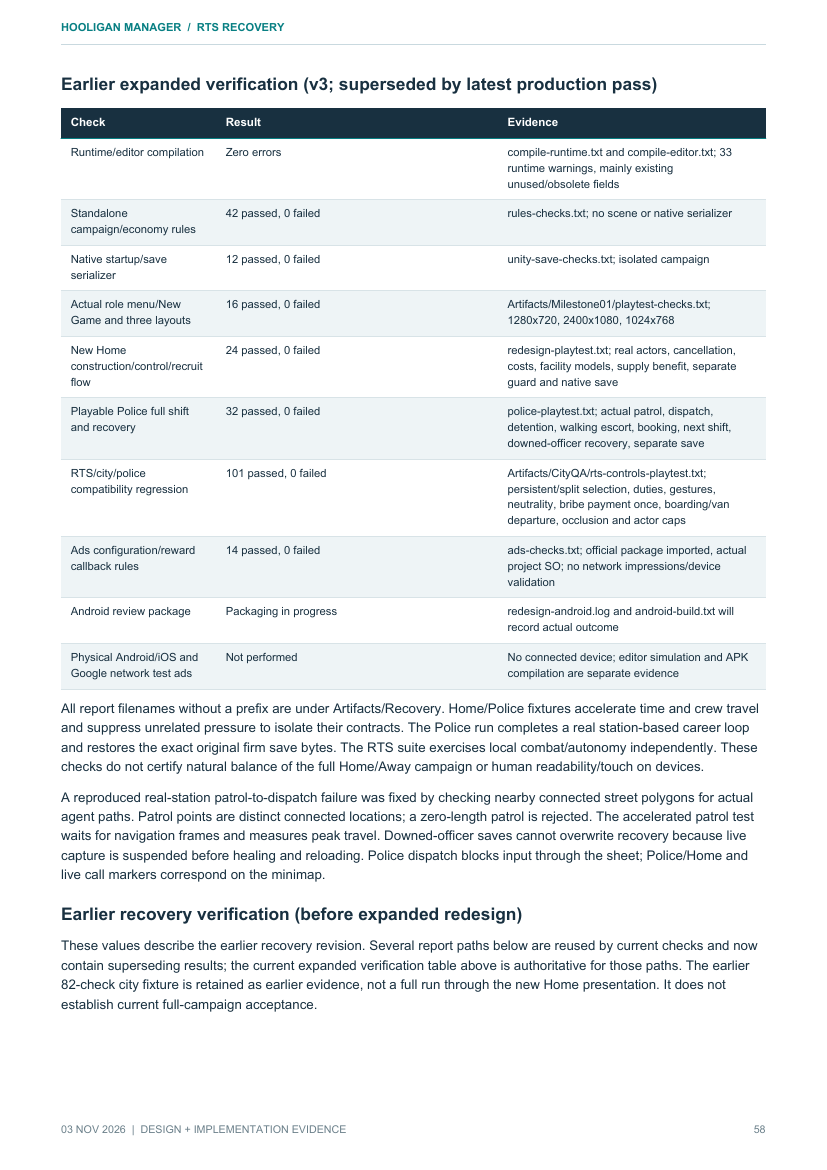 HOOLIGAN MANAGER / RTS RECOVERY
Earlier expanded verification (v3; superseded by latest production pass)
Check Result Evidence
Runtime/editor compilation Zero errors compile-runtime.txt and compile-editor.txt; 33
runtime warnings, mainly existing
unused/obsolete fields
Standalone 42 passed, 0 failed rules-checks.txt; no scene or native serializer
campaign/economy rules
Native startup/save 12 passed, 0 failed unity-save-checks.txt; isolated campaign
serializer
Actual role menu/New 16 passed, 0 failed Artifacts/Milestone01/playtest-checks.txt;
Game and three layouts 1280x720, 2400x1080, 1024x768
New Home 24 passed, 0 failed redesign-playtest.txt; real actors, cancellation,
construction/control/recruit costs, facility models, supply benefit, separate
flow guard and native save
Playable Police full shift 32 passed, 0 failed police-playtest.txt; actual patrol, dispatch,
and recovery detention, walking escort, booking, next shift,
downed-officer recovery, separate save
RTS/city/police 101 passed, 0 failed Artifacts/CityQA/rts-controls-playtest.txt;
compatibility regression persistent/split selection, duties, gestures,
neutrality, bribe payment once, boarding/van
departure, occlusion and actor caps
Ads configuration/reward 14 passed, 0 failed ads-checks.txt; official package imported, actual
callback rules project SO; no network impressions/device
validation
Android review package Packaging in progress redesign-android.log and android-build.txt will
record actual outcome
Physical Android/iOS and Not performed No connected device; editor simulation and APK
Google network test ads compilation are separate evidence
All report filenames without a prefix are under Artifacts/Recovery. Home/Police fixtures accelerate time and crew travel
and suppress unrelated pressure to isolate their contracts. The Police run completes a real station-based career loop
and restores the exact original firm save bytes. The RTS suite exercises local combat/autonomy independently. These
checks do not certify natural balance of the full Home/Away campaign or human readability/touch on devices.
A reproduced real-station patrol-to-dispatch failure was fixed by checking nearby connected street polygons for actual
agent paths. Patrol points are distinct connected locations; a zero-length patrol is rejected. The accelerated patrol test
waits for navigation frames and measures peak travel. Downed-officer saves cannot overwrite recovery because live
capture is suspended before healing and reloading. Police dispatch blocks input through the sheet; Police/Home and
live call markers correspond on the minimap.
Earlier recovery verification (before expanded redesign)
These values describe the earlier recovery revision. Several report paths below are reused by current checks and now
contain superseding results; the current expanded verification table above is authoritative for those paths. The earlier
82-check city fixture is retained as earlier evidence, not a full run through the new Home presentation. It does not
establish current full-campaign acceptance.
03 NOV 2026 | DESIGN + IMPLEMENTATION EVIDENCE 58